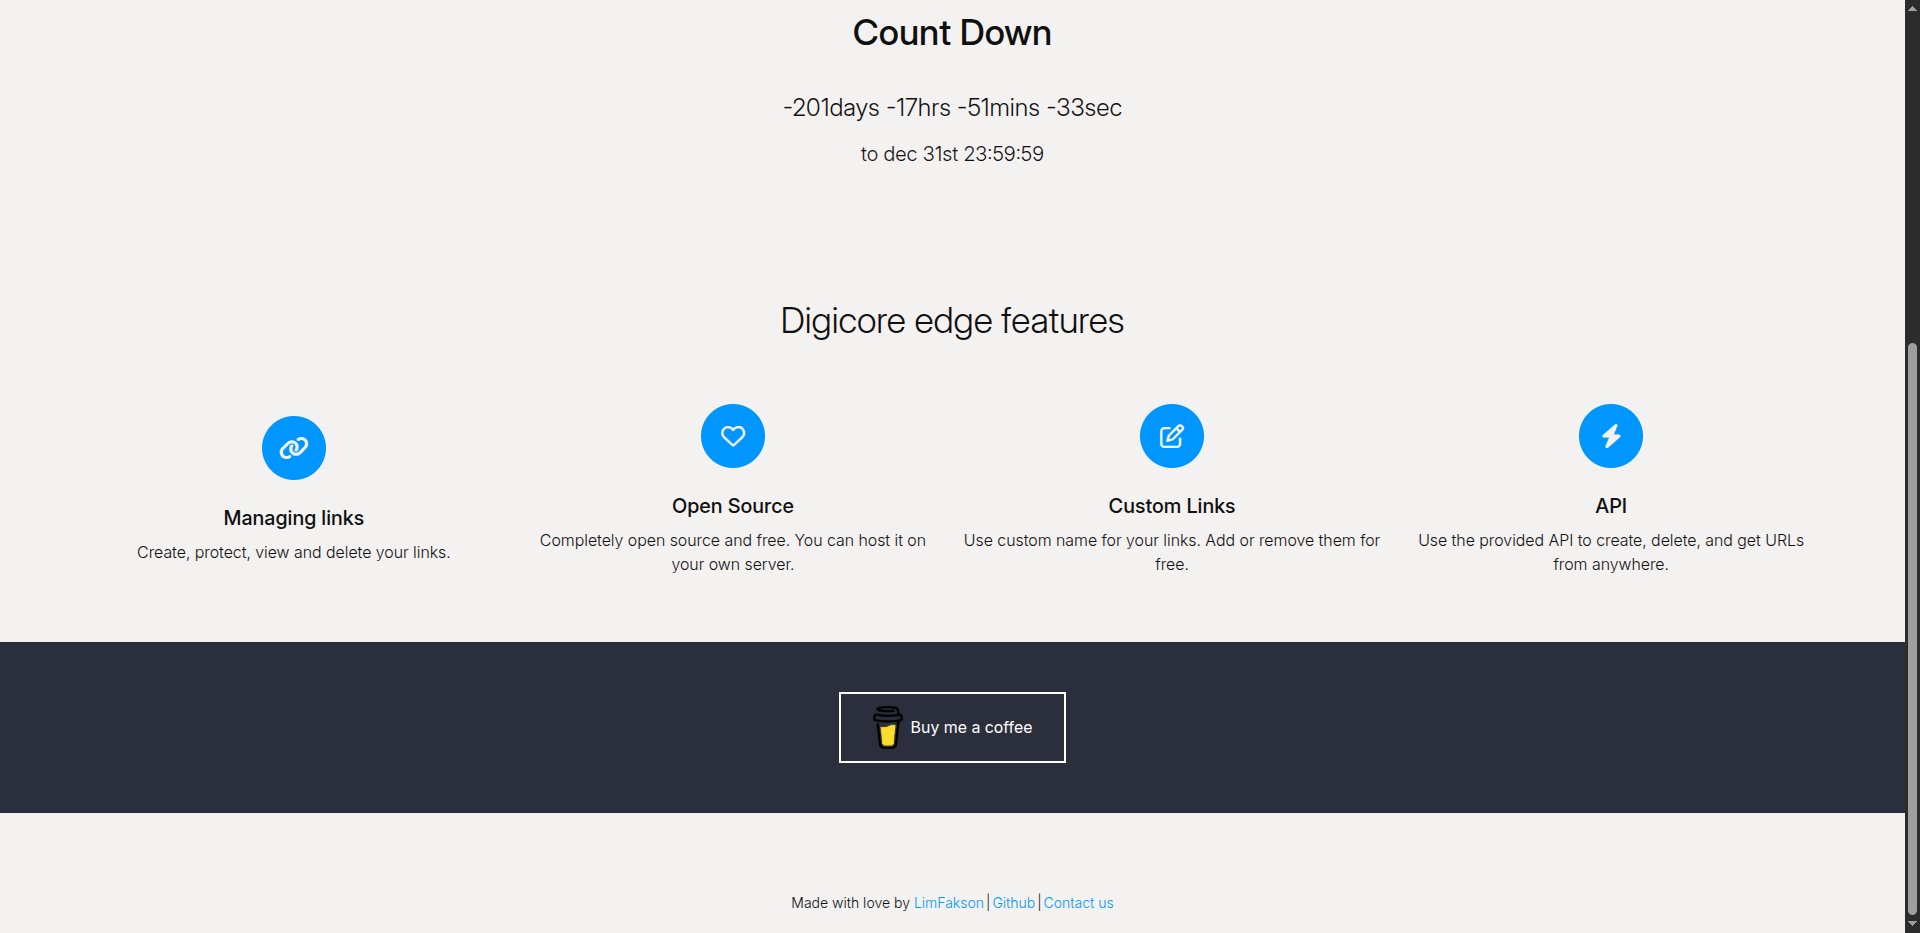 Count Down
-201days -17hrs -51mins -33sec
to dec 31st 23:59:59
Digicore edge features
Managing links
Create, protect, view and delete your links.
Open Source
Completely open source and free. You can host it on
your own server.
Custom Links
Use custom name for your links. Add or remove them for
free.
API
Use the provided API to create, delete, and get URLs
from anywhere.
Buy me a coffee
Made with love by LimFakson | Github | Contact us